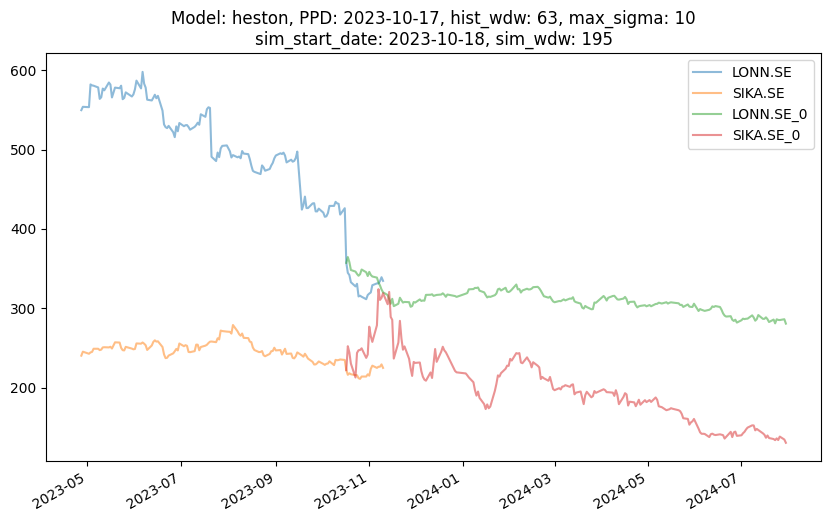 Model: heston, PPD: 2023-10-17, hist_wdw: 63, max_sigma: 10
sim_start_date: 2023-10-18, sim_wdw: 195
LONN.SE
SIKA.SE
LONN.SE_0
SIKA.SE_0
600
500
400
300
200
2023-05
2023-07
2023-09
2023-11
2024-01
2024-03
2024-05
2024-07